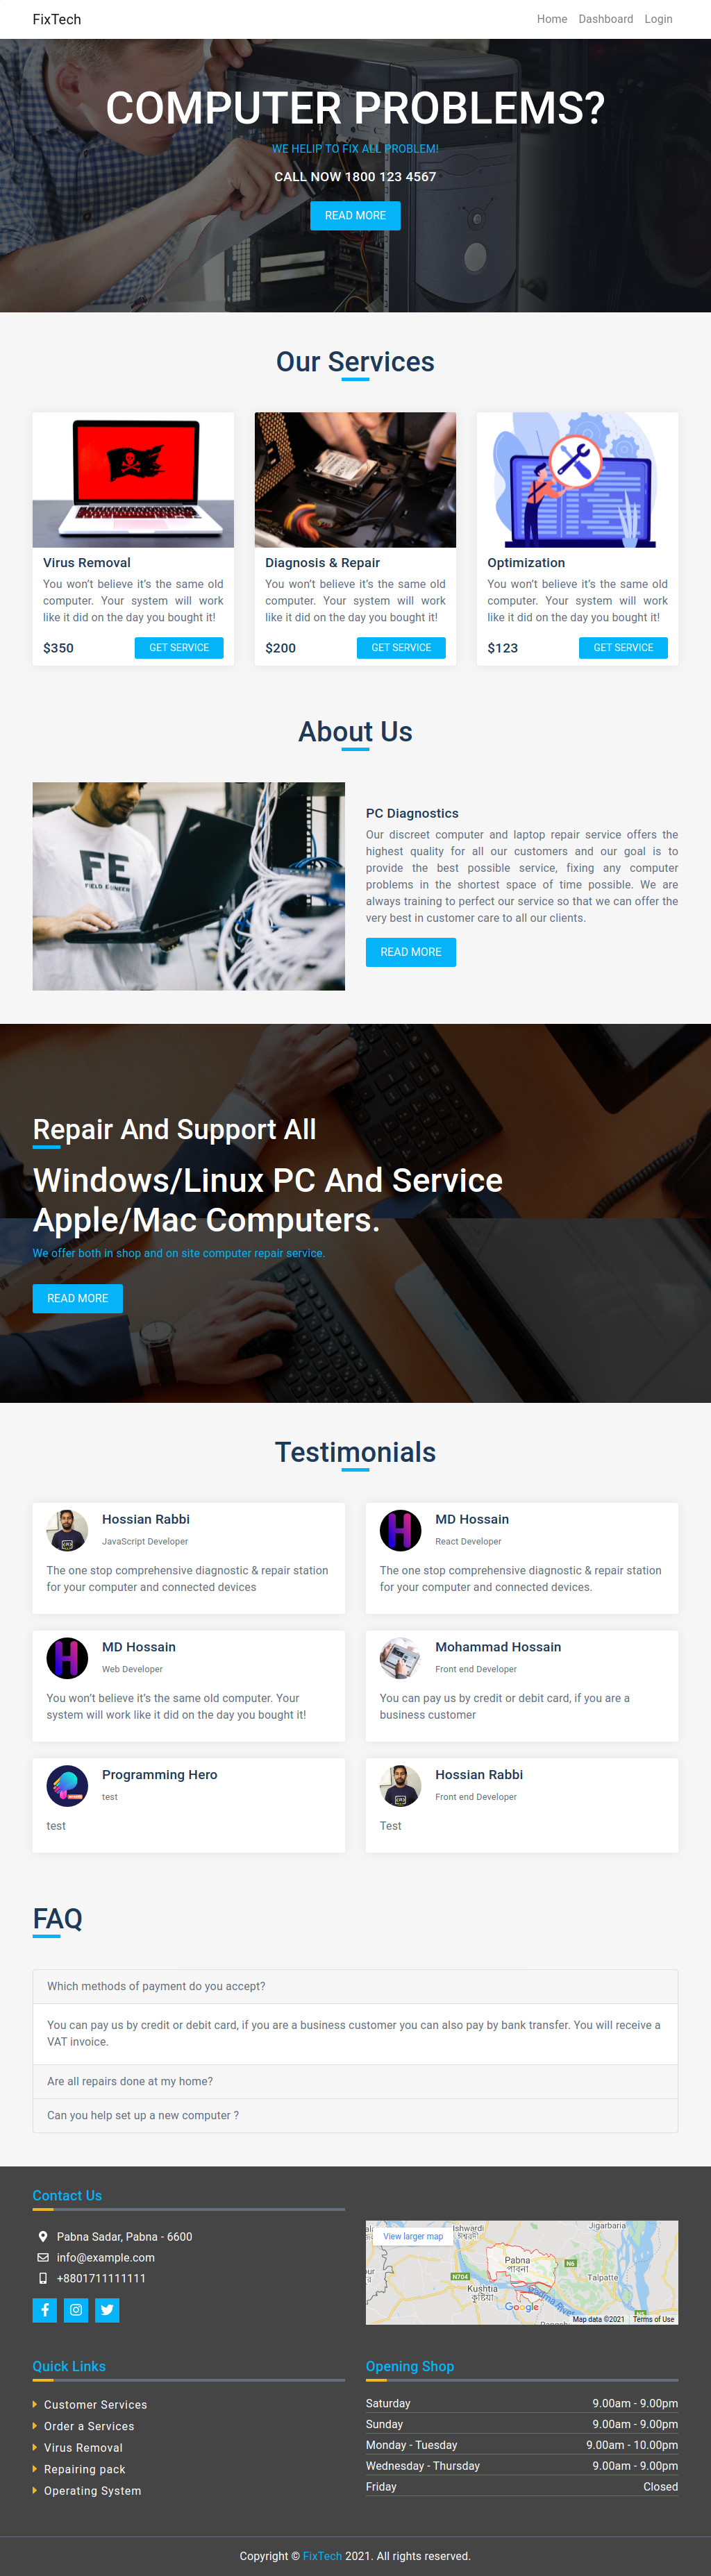 FixTech
Home Dashboard Login
COMPUTER PROBLEMS?
WE HELIP TO FIX ALL PROBLEM!
CALL NOW 1800 123 4567
READ MORE
Our Services
Virus Removal
You won't believe it's the same old
computer. Your system will work
like it did on the day you bought it!
$350
GET SERVICE
Diagnosis & Repair
You won't believe it's the same old
computer. Your system will work
like it did on the day you bought it!
$200
GET SERVICE
Optimization
You won't believe it's the same old
computer. Your system will work
like it did on the day you bought it!
$123
GET SERVICE
About Us
FE
PC Diagnostics
Our discreet computer and laptop repair service offers the
highest quality for all our customers and our goal is to
provide the best possible service, fixing any computer
problems in the shortest space of time possible. We are
always training to perfect our service so that we can offer the
very best in customer care to all our clients.
READ MORE
Repair And Support All
Windows/Linux PC And Service
Apple/Mac Computers.
We offer both in shop and on site computer repair service.
READ MORE
Testimonials
Hossian Rabbi
JavaScript Developer
The one stop comprehensive diagnostic & repair station
for your computer and connected devices
MD Hossain
React Developer
The one stop comprehensive diagnostic & repair station
for your computer and connected devices.
MD Hossain
Web Developer
You won't believe it's the same old computer. Your
system will work like it did on the day you bought it!
Mohammad Hossain
Front end Developer
You can pay us by credit or debit card, if you are a
business customer
Programming Hero
test
test
Hossian Rabbi
Front end Developer
Test
FAQ
Which methods of payment do you accept?
You can pay us by credit or debit card, if you are a business customer you can also pay by bank transfer. You will receive a
VAT invoice.
Are all repairs done at my home?
Can you help set up a new computer ?
Contact Us
Pabna Sadar, Pabna - 6600
info@example.com
+8801711111111
View larger map
Ishwardi
ঈশ্বরদী
Jigarbaria
Pabna
পাবনা
N6
N704
Talpatte
Kushtia
কুষ্টিয়া
Padma River
Google
Map data ©2021 Terms of Use
Quick Links
Customer Services
Order a Services
Virus Removal
Repairing pack
Operating System
Opening Shop
Saturday 9.00am - 9.00pm
Sunday 9.00am - 9.00pm
Monday - Tuesday 9.00am - 10.00pm
Wednesday - Thursday 9.00am - 9.00pm
Friday Closed
Copyright © FixTech 2021. All rights reserved.